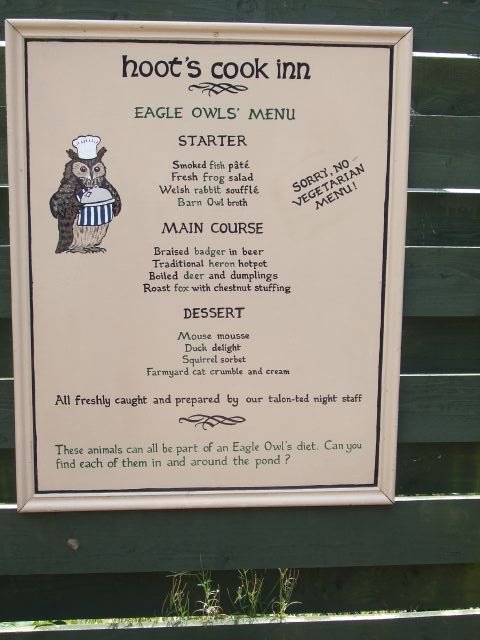 hoot's cook inn
EAGLE OWLS' MENU
STARTER
Smoked fish pâté
Fresh frog salad
Welsh rabbit soufflé
Barn Owl broth
SORRY, NO
VEGETARIAN
MENU!
MAIN COURSE
Braised badger in beer
Traditional heron hotpot
Boiled deer and dumplings
Roast fox with chestnut stuffing
DESSERT
Mouse mousse
Duck delight
Squirrel sorbet
Farmyard cat crumble and cream
All freshly caught and prepared by our talon-ted night staff
These animals can all be part of an Eagle Owl's diet. Can you
find each of them in and around the pond?